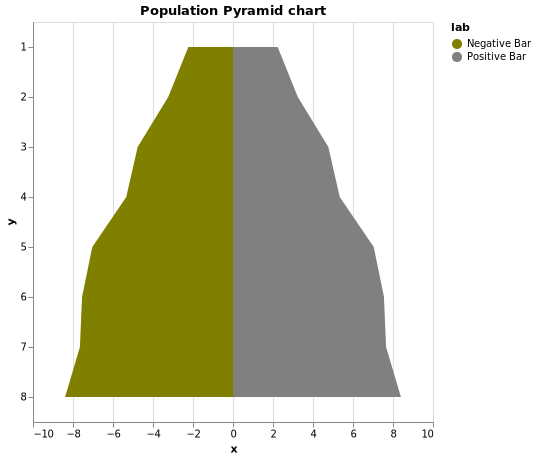 Population Pyramid chart
lab
Negative Bar
Positive Bar
1
2
3
4
5
6
7
8
y
−10 −8 −6 −4 −2 0 2 4 6 8 10
x